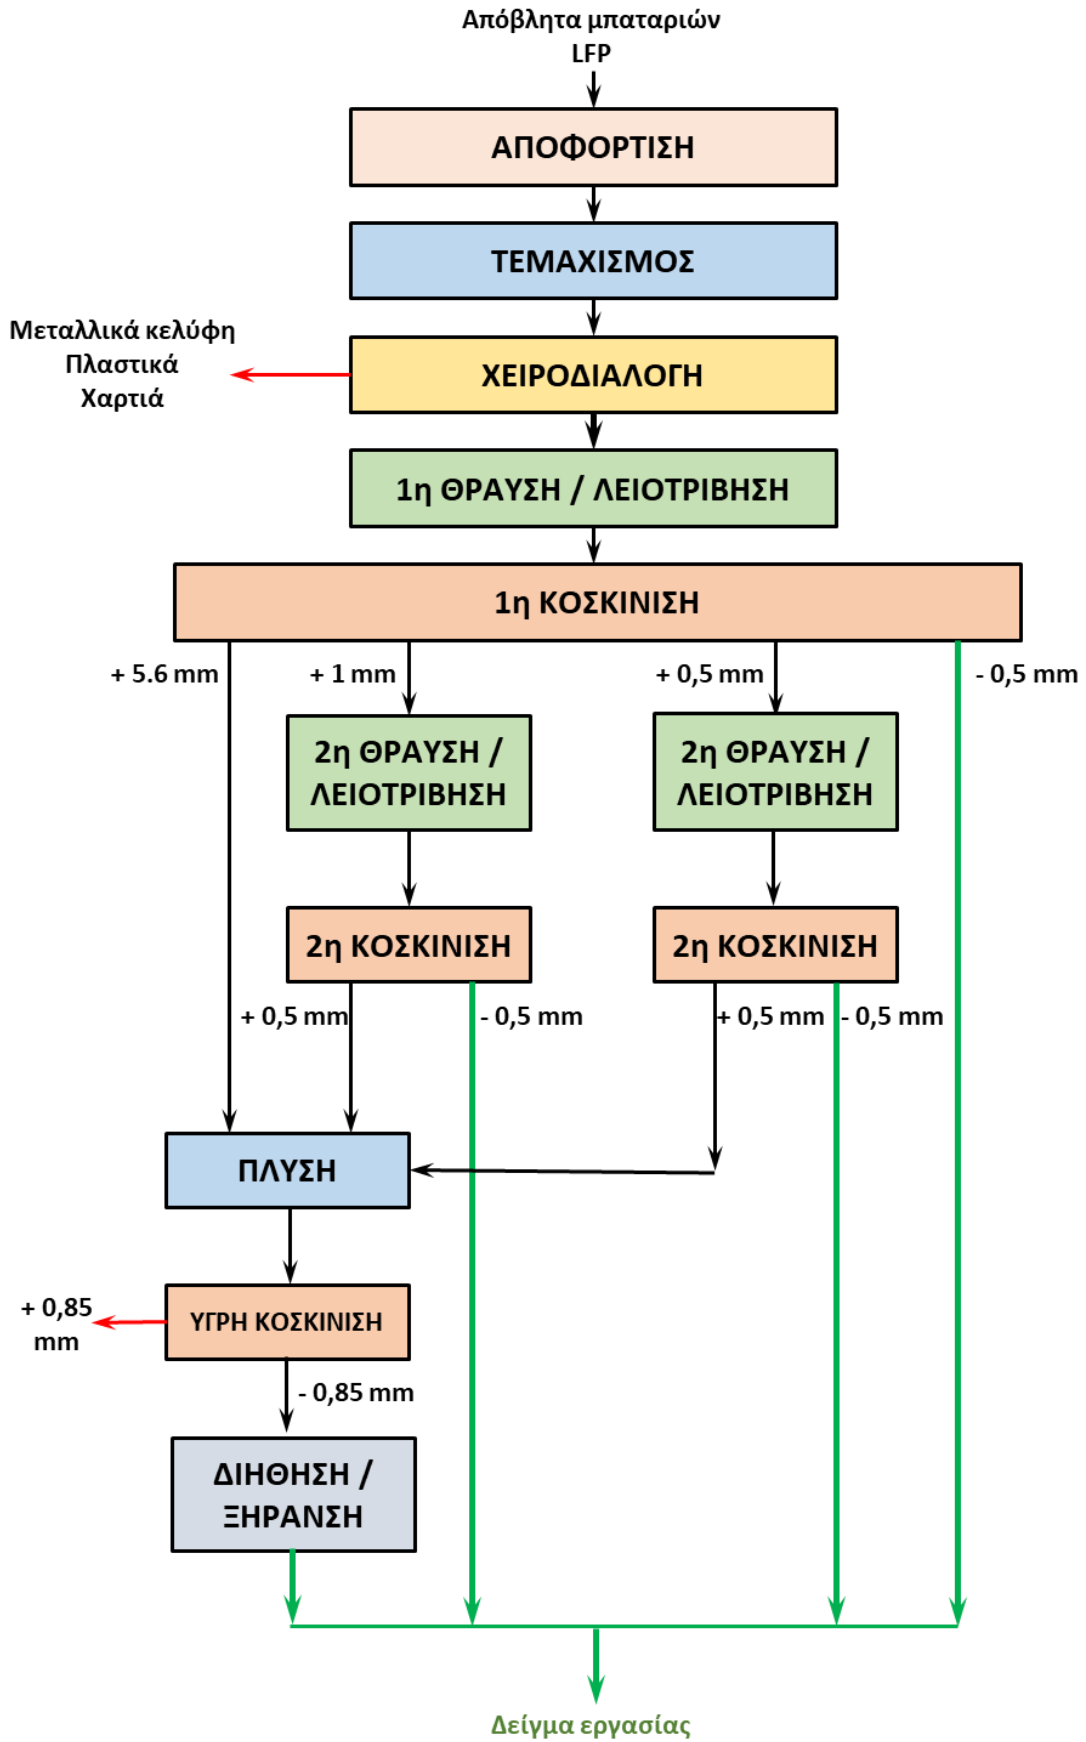 Απόβλητα μπαταριών
LFP
ΑΠΟΦΟΡΤΙΣΗ
ΤΕΜΑΧΙΣΜΟΣ
Μεταλλικά κελύφη
Πλαστικά
Χαρτιά
ΧΕΙΡΟΔΙΑΛΟΓΗ
1η ΘΡΑΥΣΗ / ΛΕΙΟΤΡΙΒΗΣΗ
1η ΚΟΣΚΙΝΙΣΗ
+ 5.6 mm
+ 1 mm
+ 0,5 mm
- 0,5 mm
2η ΘΡΑΥΣΗ /
ΛΕΙΟΤΡΙΒΗΣΗ
2η ΘΡΑΥΣΗ /
ΛΕΙΟΤΡΙΒΗΣΗ
2η ΚΟΣΚΙΝΙΣΗ
2η ΚΟΣΚΙΝΙΣΗ
+ 0,5 mm
- 0,5 mm
+ 0,5 mm
- 0,5 mm
ΠΛΥΣΗ
+ 0,85
mm
ΥΓΡΗ ΚΟΣΚΙΝΙΣΗ
- 0,85 mm
ΔΙΗΘΗΣΗ /
ΞΗΡΑΝΣΗ
Δείγμα εργασίας